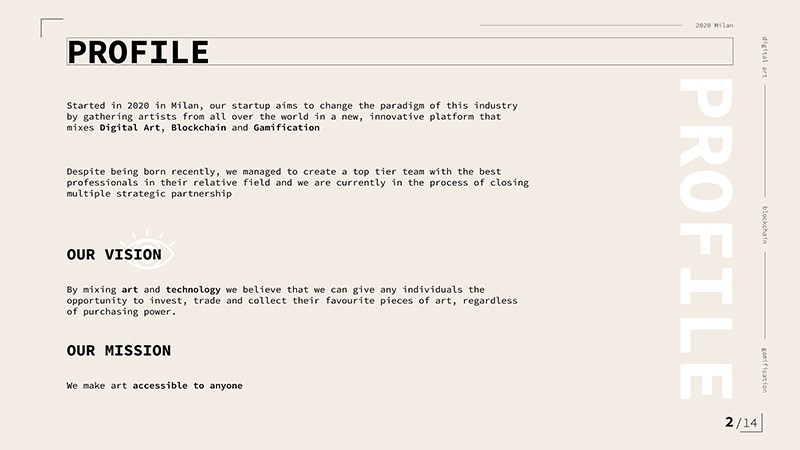 2020 Milan
PROFILE
Started in 2020 in Milan, our startup aims to change the paradigm of this industry
by gathering artists from all over the world in a new, innovative platform that
mixes Digital Art, Blockchain and Gamification
Despite being born recently, we managed to create a top tier team with the best
professionals in their relative field and we are currently in the process of closing
multiple strategic partnership
OUR VISION
By mixing art and technology we believe that we can give any individuals the
opportunity to invest, trade and collect their favourite pieces of art, regardless
of purchasing power.
OUR MISSION
We make art accessible to anyone
PROFILE
digital art
blockchain
gamification
2/14